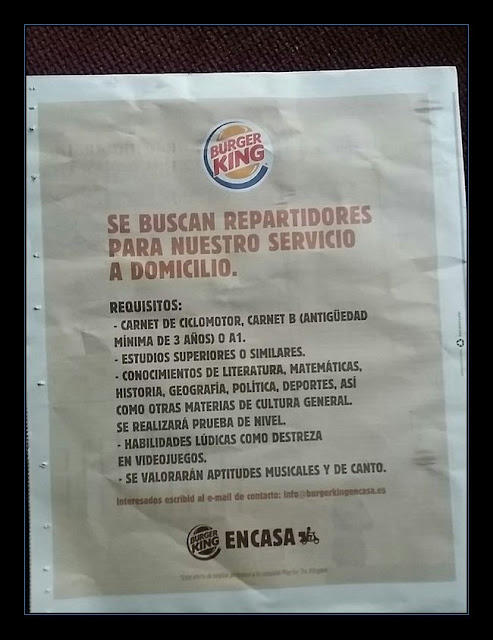 BURGER
KING
SE BUSCAN REPARTIDORES
PARA NUESTRO SERVICIO
A DOMICILIO.
REQUISITOS:
- CARNET DE CICLOMOTOR, CARNET B (ANTIGÜEDAD
MÍNIMA DE 3 AÑOS) O A1.
- ESTUDIOS SUPERIORES O SIMILARES.
- CONOCIMIENTOS DE LITERATURA, MATEMÁTICAS,
HISTORIA, GEOGRAFÍA, POLÍTICA, DEPORTES, ASÍ
COMO OTRAS MATERIAS DE CULTURA GENERAL.
SE REALIZARÁ PRUEBA DE NIVEL.
- HABILIDADES LÚDICAS COMO DESTREZA
EN VIDEOJUEGOS.
- SE VALORARÁN APTITUDES MUSICALES Y DE CANTO.
Interesados escribid al e-mail de contacto: info@burgerkingencasa.es
BURGER
KING
EN CASA